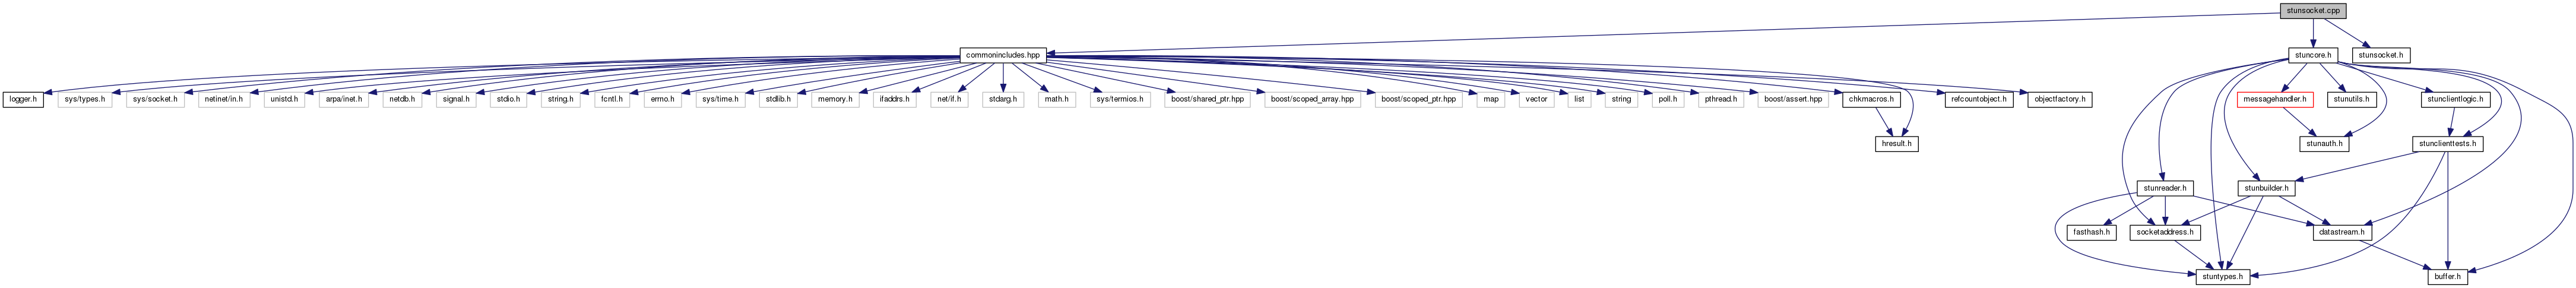 stunsocket.cpp
commonincludes.hpp
stuncore.h
stunsocket.h
logger.h
sys/types.h
sys/socket.h
netinet/in.h
unistd.h
arpa/inet.h
netdb.h
signal.h
stdio.h
string.h
fcntl.h
errno.h
sys/time.h
stdlib.h
memory.h
ifaddrs.h
net/if.h
stdarg.h
math.h
sys/termios.h
boost/shared_ptr.hpp
boost/scoped_array.hpp
boost/scoped_ptr.hpp
map
vector
list
string
poll.h
pthread.h
boost/assert.hpp
chkmacros.h
refcountobject.h
objectfactory.h
messagehandler.h
stunutils.h
stunclientlogic.h
hresult.h
stunauth.h
stunclienttests.h
stunreader.h
stunbuilder.h
fasthash.h
socketaddress.h
datastream.h
stuntypes.h
buffer.h